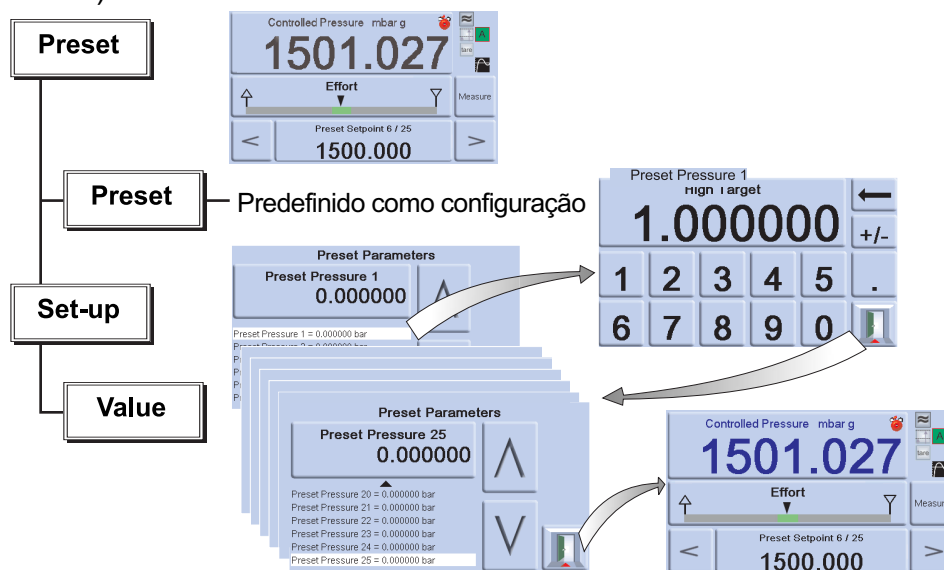 Preset
Controlled Pressure mbar g
1501.027
A
tare
Effort
Measure
<
Preset Setpoint 6 / 25
1500.000
>
Preset
Predefinido como configuração
Preset Pressure 1
High Target
1.000000
+/-
1 2 3 4 5 .
6 7 8 9 0
Preset Parameters
Preset Pressure 1
0.000000
Preset Pressure 1 = 0.000000 bar
Set-up
Value
Preset Parameters
Preset Pressure 25
0.000000
Preset Pressure 20 = 0.000000 bar
Preset Pressure 21 = 0.000000 bar
Preset Pressure 22 = 0.000000 bar
Preset Pressure 23 = 0.000000 bar
Preset Pressure 24 = 0.000000 bar
Preset Pressure 25 = 0.000000 bar
Controlled Pressure mbar g
1501.027
A
tare
Effort
Measur
<
Preset Setpoint 6 / 25
1500.000
>